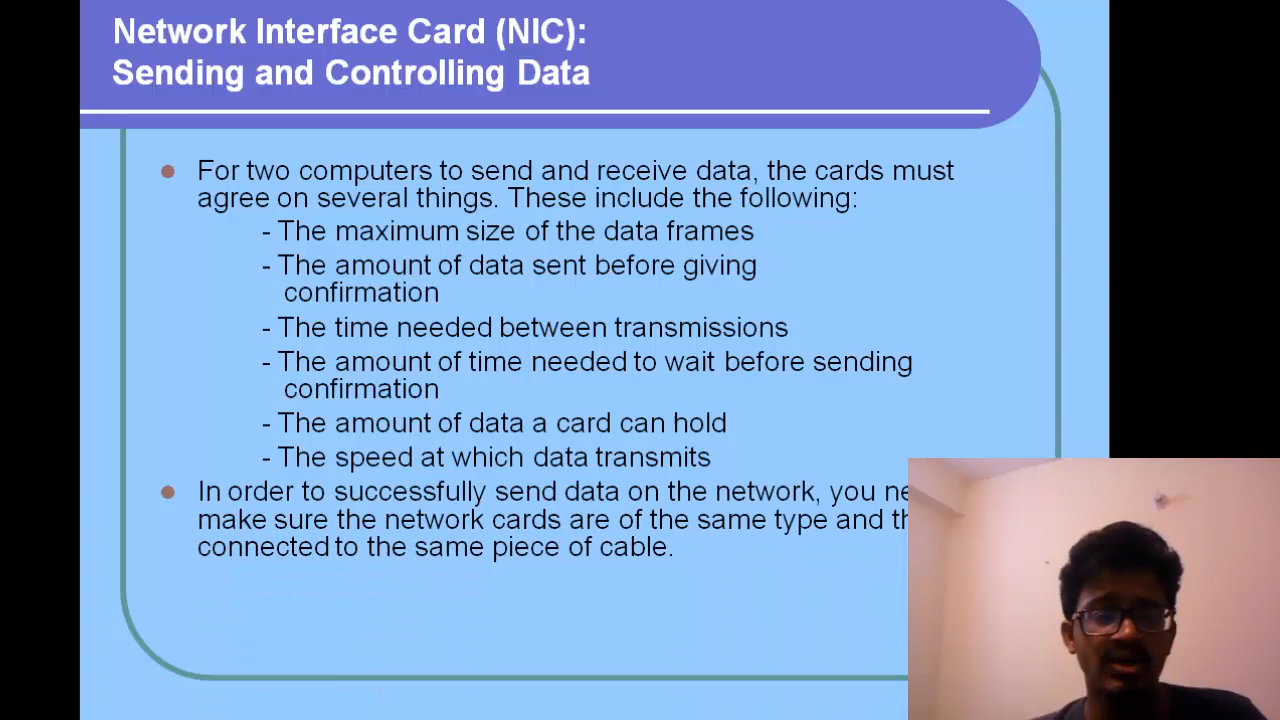 Network Interface Card (NIC):
Sending and Controlling Data
For two computers to send and receive data, the cards must
agree on several things. These include the following:
- The maximum size of the data frames
- The amount of data sent before giving
confirmation
- The time needed between transmissions
- The amount of time needed to wait before sending
confirmation
- The amount of data a card can hold
- The speed at which data transmits
In order to successfully send data on the network, you
make sure the network cards are of the same type and
connected to the same piece of cable.